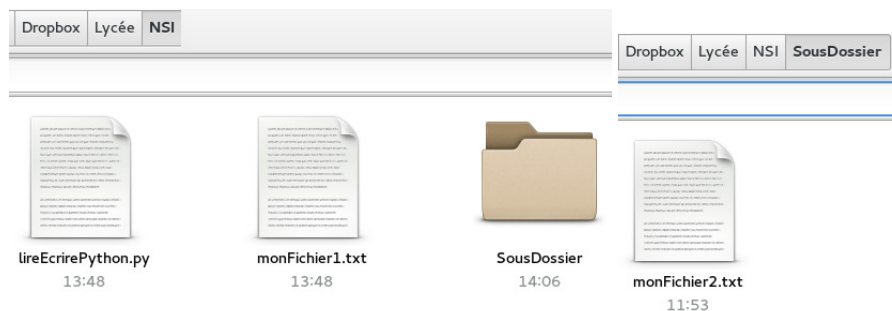 Dropbox Lycée NSI
lireEcrirePython.py
13:48
monFichier1.txt
13:48
SousDossier
14:06
Dropbox Lycée NSI SousDossier
monFichier2.txt
11:53